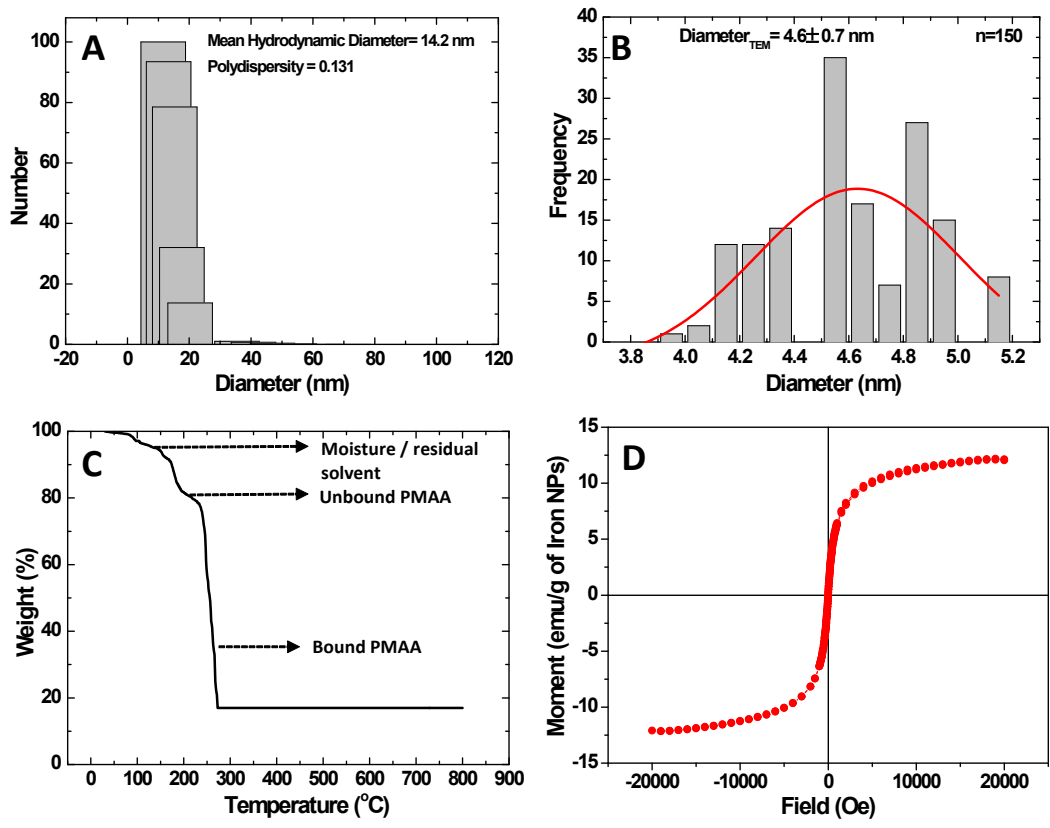 A
Mean Hydrodynamic Diameter= 14.2 nm
Polydispersity = 0.131
Number
100
80
60
40
20
0
-20 0 20 40 60 80 100 120
Diameter (nm)
B
DiameterTEM= 4.6± 0.7 nm n=150
Frequency
40
35
30
25
20
15
10
5
0
3.8 4.0 4.2 4.4 4.6 4.8 5.0 5.2
Diameter (nm)
C
Moisture / residual
solvent
Unbound PMAA
Bound PMAA
Weight (%)
100
80
60
40
20
0
0 100 200 300 400 500 600 700 800 900
Temperature (°C)
D
Moment (emu/g of Iron NPs)
15
10
5
0
-5
-10
-15
-20000 -10000 0 10000 20000
Field (Oe)